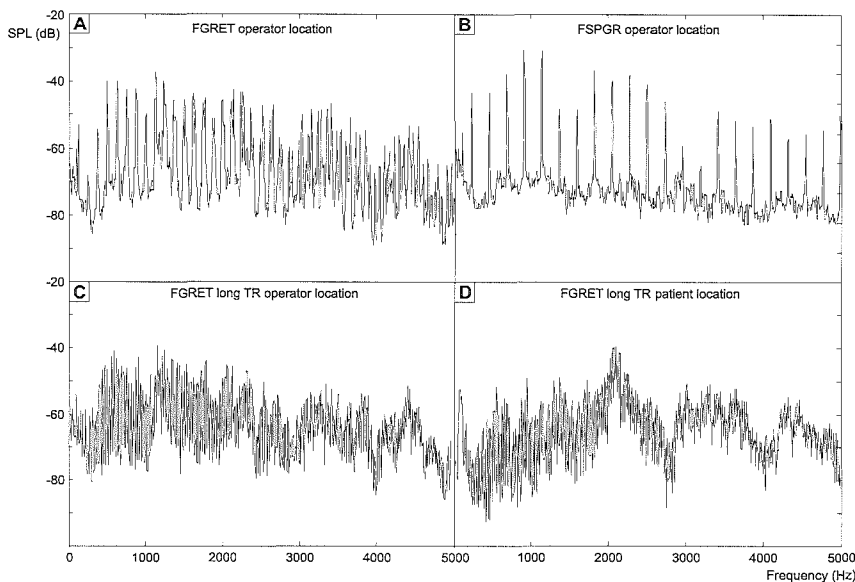 -20
SPL (dB)
A
FGRET operator location
B
FSPGR operator location
-40
-60
-80
-20
C
FGRET long TR operator location
D
FGRET long TR patient location
-40
-60
-80
0 1000 2000 3000 4000 5000 1000 2000 3000 4000 5000
Frequency (Hz)